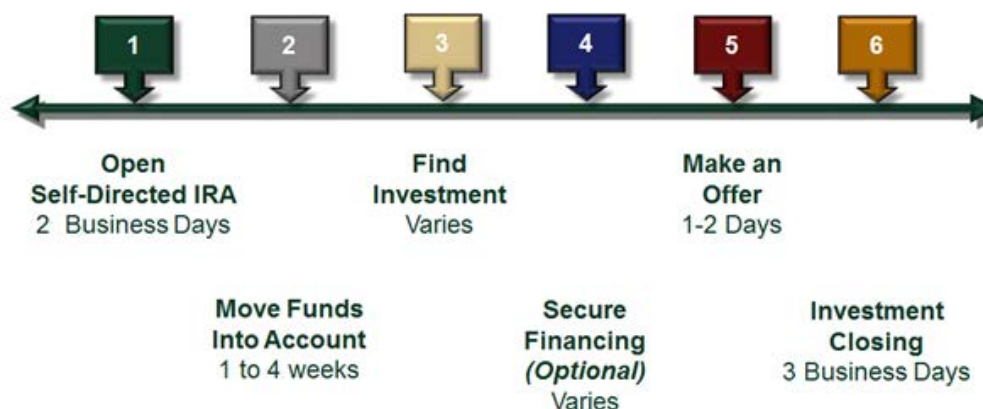 1
2
3
4
5
6
Open
Self-Directed IRA
2 Business Days
Find
Investment
Varies
Make an
Offer
1-2 Days
Move Funds
Into Account
1 to 4 weeks
Secure
Financing
(Optional)
Varies
Investment
Closing
3 Business Days